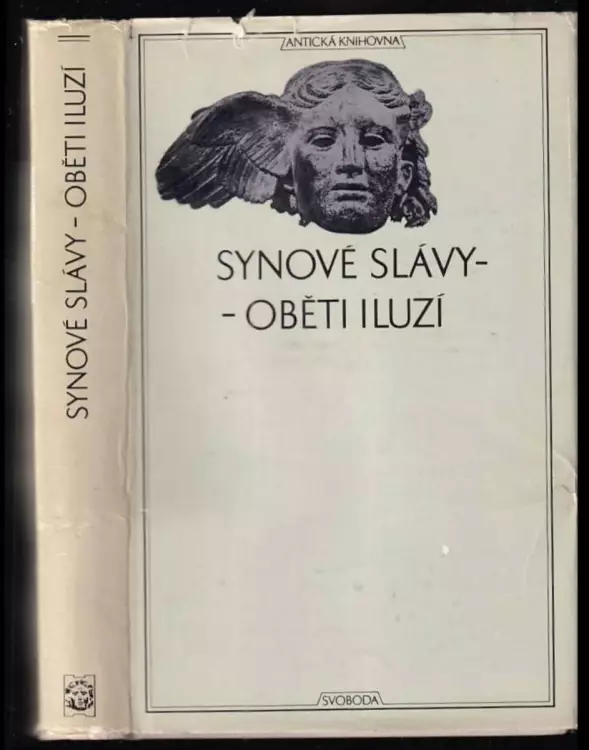 SYNOVÉ SLÁVY - OBĚTI ILUZÍ
ANTICKÁ KNIHOVNA
SYNOVÉ SLÁVY-
- OBĚTI ILUZÍ
SVOBODA